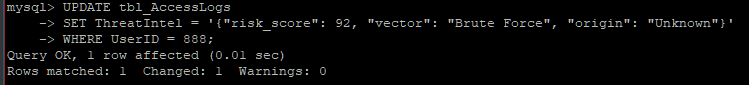 mysql> UPDATE tbl_AccessLogs
    -> SET ThreatIntel = '{"risk_score": 92, "vector": "Brute Force", "origin": "Unknown"}'
    -> WHERE UserID = 888;
Query OK, 1 row affected (0.01 sec)
Rows matched: 1  Changed: 1  Warnings: 0